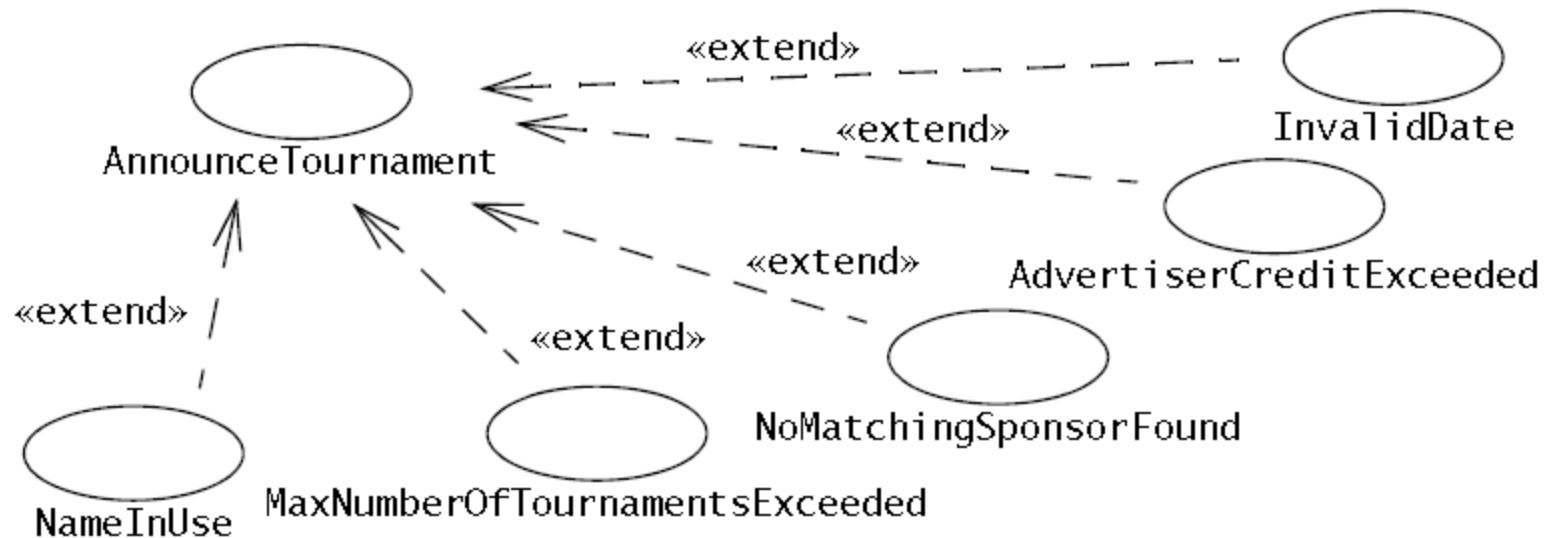 «extend»
«extend»
InvalidDate
AnnounceTournament
«extend»
AdvertiserCreditExceeded
«extend»
«extend»
NoMatchingSponsorFound
MaxNumberOfTournamentsExceeded
NameInUse